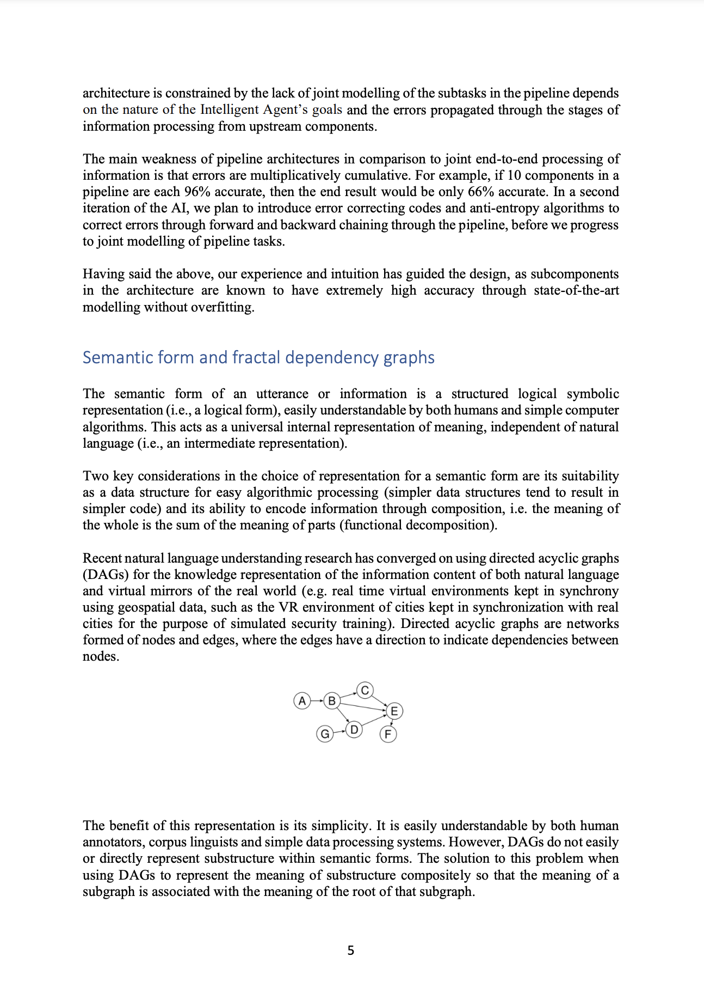 architecture is constrained by the lack of joint modelling of the subtasks in the pipeline depends
on the nature of the Intelligent Agent’s goals and the errors propagated through the stages of
information processing from upstream components.
The main weakness of pipeline architectures in comparison to joint end-to-end processing of
information is that errors are multiplicatively cumulative. For example, if 10 components in a
pipeline are each 96% accurate, then the end result would be only 66% accurate. In a second
iteration of the AI, we plan to introduce error correcting codes and anti-entropy algorithms to
correct errors through forward and backward chaining through the pipeline, before we progress
to joint modelling of pipeline tasks.
Having said the above, our experience and intuition has guided the design, as subcomponents
in the architecture are known to have extremely high accuracy through state-of-the-art
modelling without overfitting.
Semantic form and fractal dependency graphs
The semantic form of an utterance or information is a structured logical symbolic
representation (i.e., a logical form), easily understandable by both humans and simple computer
algorithms. This acts as a universal internal representation of meaning, independent of natural
language (i.e., an intermediate representation).
Two key considerations in the choice of representation for a semantic form are its suitability
as a data structure for easy algorithmic processing (simpler data structures tend to result in
simpler code) and its ability to encode information through composition, i.e. the meaning of
the whole is the sum of the meaning of parts (functional decomposition).
Recent natural language understanding research has converged on using directed acyclic graphs
(DAGs) for the knowledge representation of the information content of both natural language
and virtual mirrors of the real world (e.g. real time virtual environments kept in synchrony
using geospatial data, such as the VR environment of cities kept in synchronization with real
cities for the purpose of simulated security training). Directed acyclic graphs are networks
formed of nodes and edges, where the edges have a direction to indicate dependencies between
nodes.
C
A B
E
G D F
The benefit of this representation is its simplicity. It is easily understandable by both human
annotators, corpus linguists and simple data processing systems. However, DAGs do not easily
or directly represent substructure within semantic forms. The solution to this problem when
using DAGs to represent the meaning of substructure compositely so that the meaning of a
subgraph is associated with the meaning of the root of that subgraph.
5